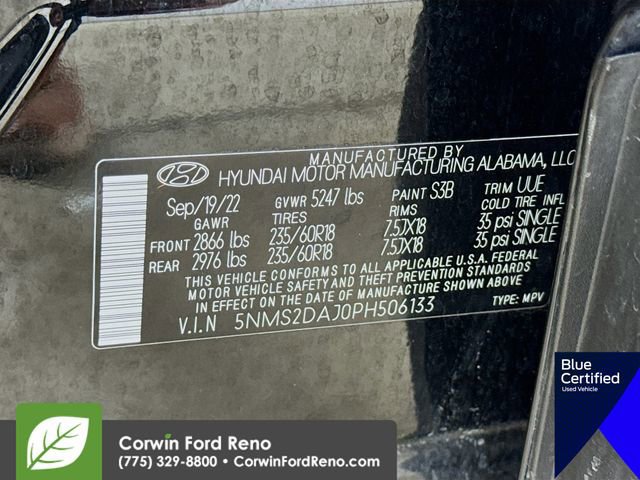 MANUFACTURED BY
HYUNDAI MOTOR MANUFACTURING ALABAMA, LLC
Sep/19/22 GVWR 5247 lbs PAINT S3B TRIM UUE
GAWR TIRES RIMS COLD TIRE INFL
FRONT 2866 lbs 235/60R18 7.5JX18 35 psi SINGLE
REAR 2976 lbs 235/60R18 7.5JX18 35 psi SINGLE
THIS VEHICLE CONFORMS TO ALL APPLICABLE U.S.A. FEDERAL
MOTOR VEHICLE SAFETY AND THEFT PREVENTION STANDARDS
IN EFFECT ON THE DATE OF MANUFACTURE SHOWN ABOVE.
V.I.N 5NMS2DAJ0PH506133 TYPE: MPV
Blue
Certified
Used Vehicle
Corwin Ford Reno
(775) 329-8800 • CorwinFordReno.com